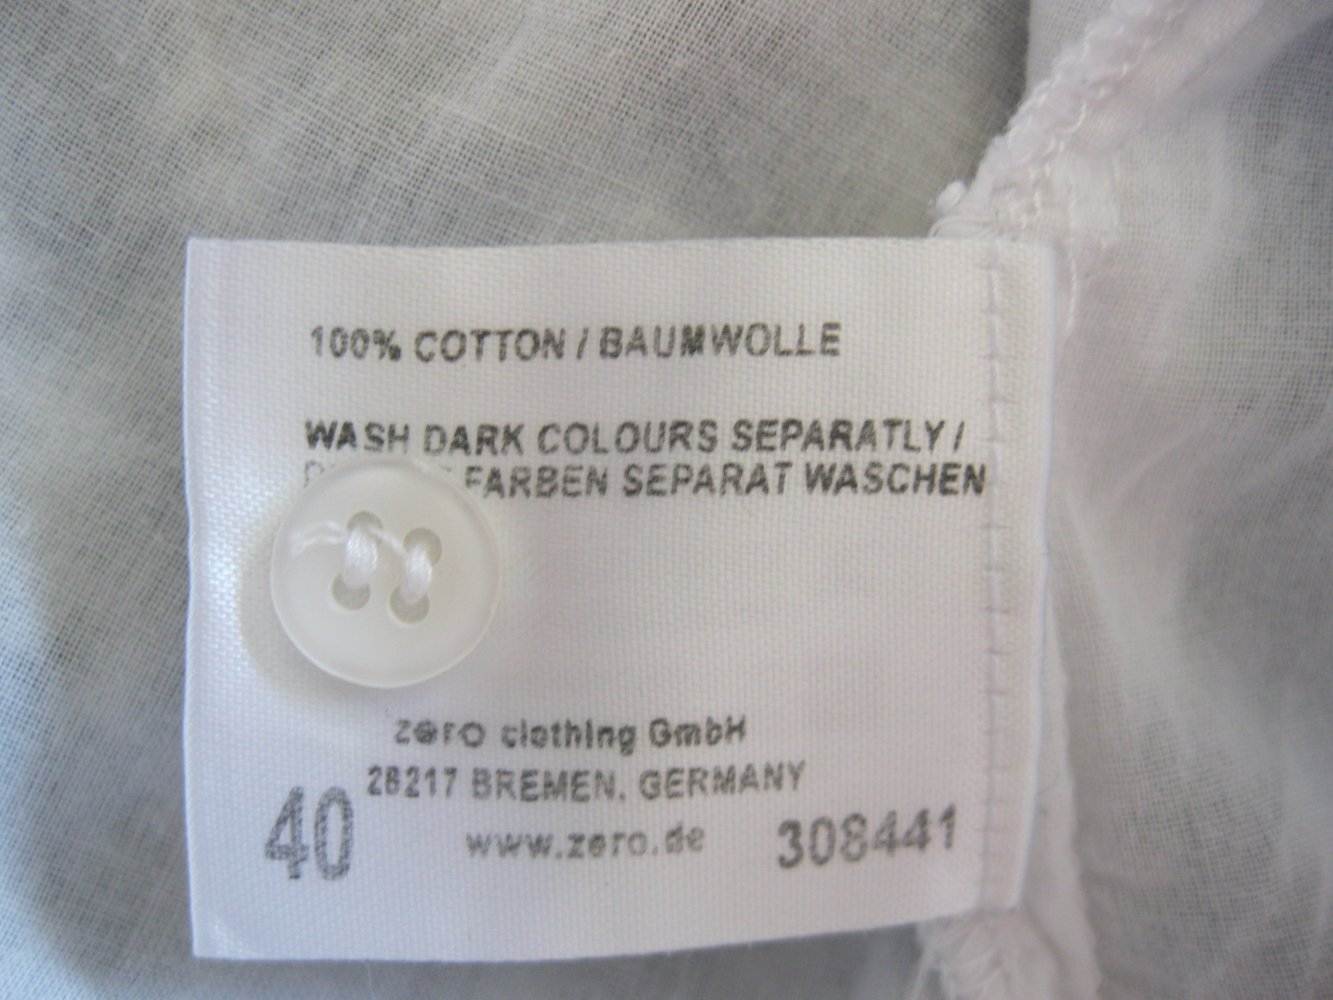 100% COTTON / BAUMWOLLE
WASH DARK COLOURS SEPARATLY /
FARBEN SEPARAT WASCHEN
zero clothing GmbH
28217 BREMEN, GERMANY
40 www.zero.de 308441